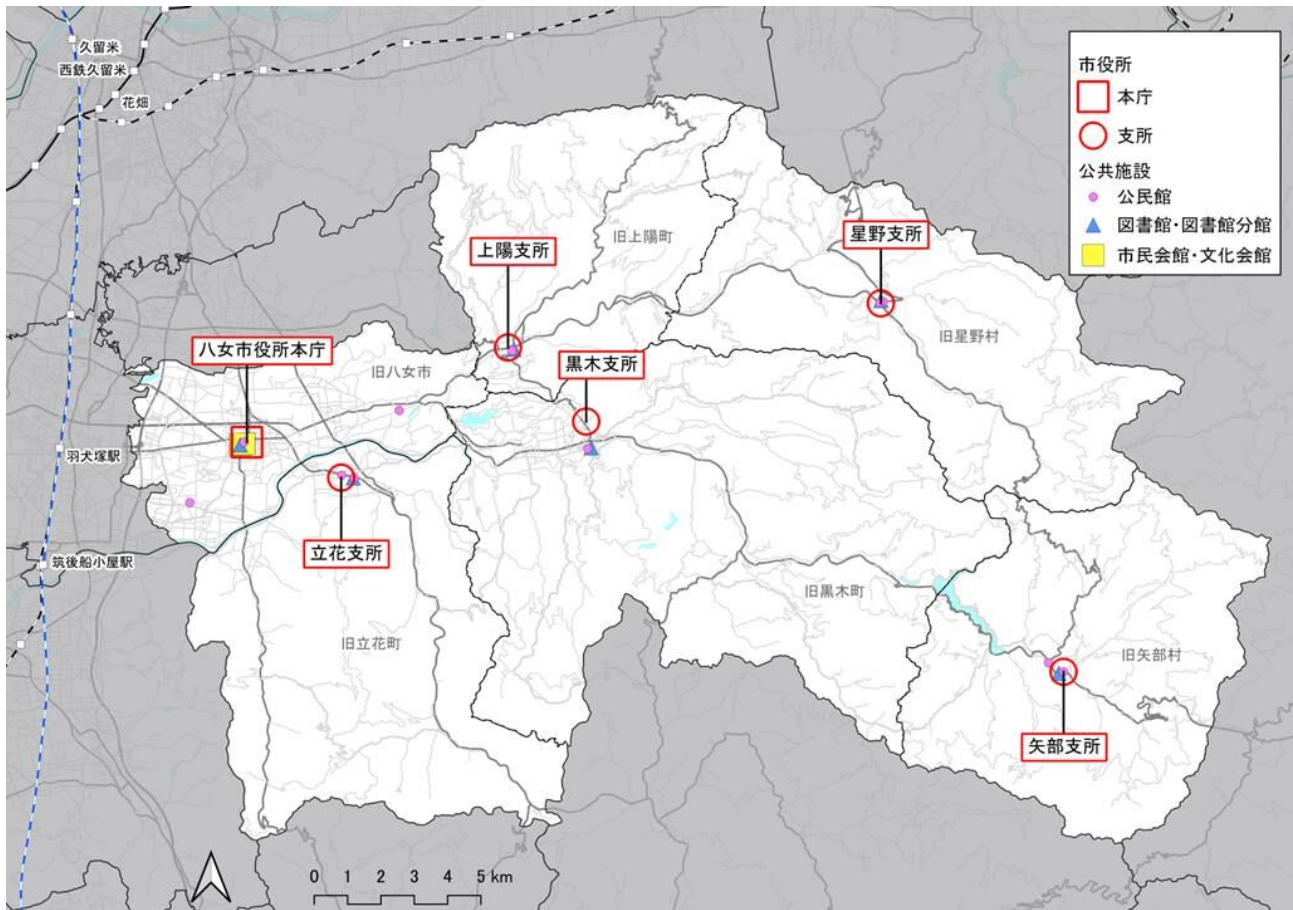 久留米
西鉄久留米
花畑
市役所
本庁
支所
公共施設
公民館
図書館・図書館分館
市民会館・文化会館
旧上陽町
星野支所
上陽支所
旧星野村
八女市役所本庁
旧八女市
黒木支所
羽犬塚駅
立花支所
筑後船小屋駅
旧黒木町
旧立花町
旧矢部村
矢部支所
0 1 2 3 4 5 km